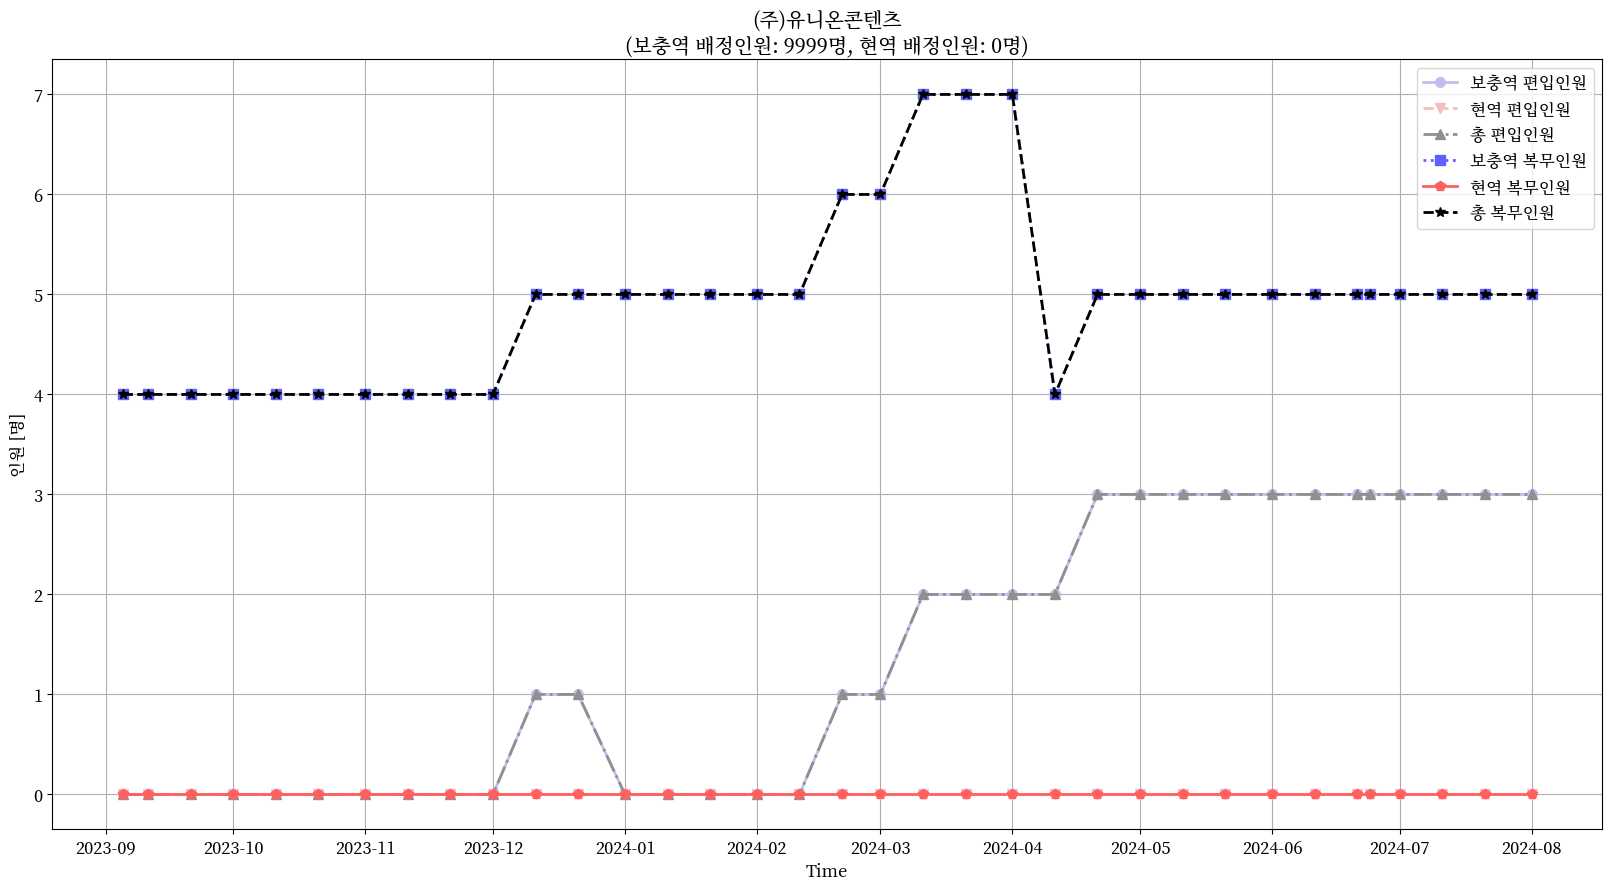 (주)유니온콘텐츠
(보충역 배정인원: 9999명, 현역 배정인원: 0명)
보충역 편입인원
현역 편입인원
총 편입인원
보충역 복무인원
현역 복무인원
총 복무인원
인원 [명]
7
6
5
4
3
2
1
0
2023-09 2023-10 2023-11 2023-12 2024-01 2024-02 2024-03 2024-04 2024-05 2024-06 2024-07 2024-08
Time